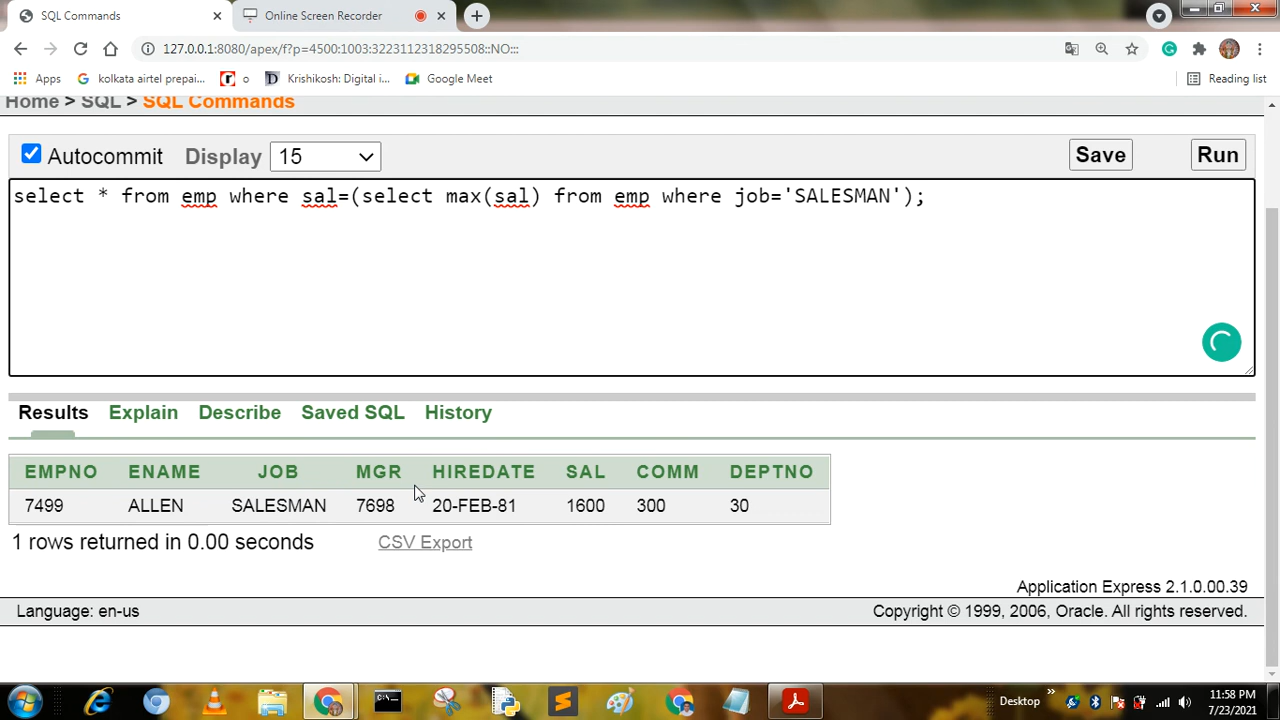 SQL Commands
Online Screen Recorder
127.0.0.1:8080/apex/f?p=4500:1003:3223112318295508::NO:::
Apps kolkata airtel prepai... o Krishikosh: Digital i... Google Meet Reading list
Home > SQL > SQL Commands
Autocommit Display 15 Save Run
select * from emp where sal=(select max(sal) from emp where job='SALESMAN');
Results Explain Describe Saved SQL History
EMPNO ENAME JOB MGR HIREDATE SAL COMM DEPTNO
7499 ALLEN SALESMAN 7698 20-FEB-81 1600 300 30
1 rows returned in 0.00 seconds CSV Export
Application Express 2.1.0.00.39
Language: en-us Copyright © 1999, 2006, Oracle. All rights reserved.
Desktop 11:58 PM
7/23/2021